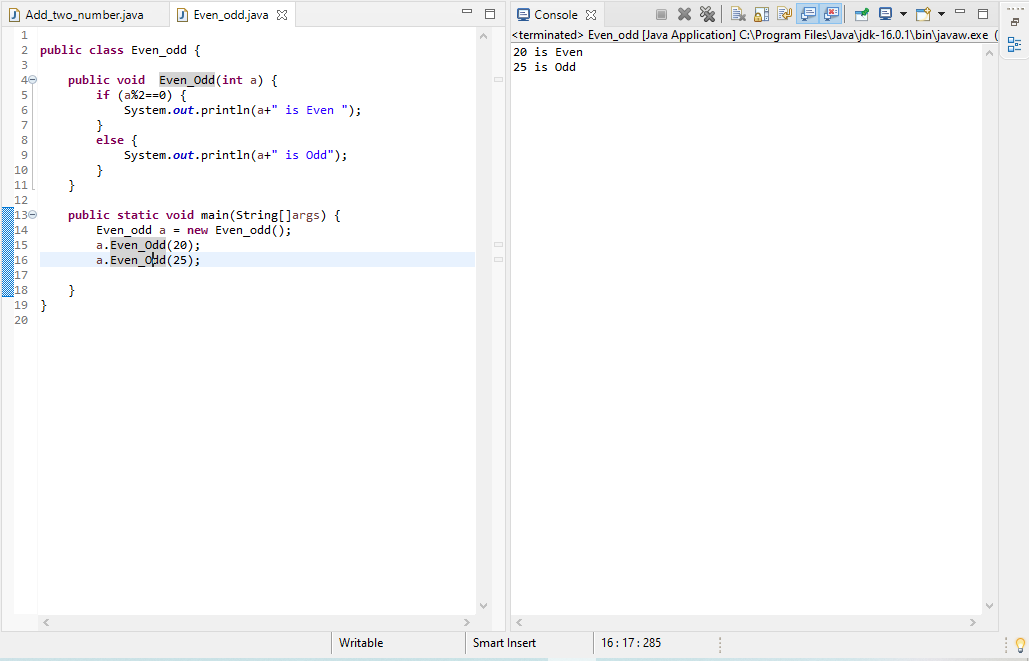 Add_two_number.java
Even_odd.java
1
2 public class Even_odd {
3
4 public void  Even_Odd(int a) {
5 if (a%2==0) {
6 System.out.println(a+" is Even ");
7 }
8 else {
9 System.out.println(a+" is Odd");
10 }
11 }
12
13 public static void main(String[]args) {
14 Even_odd a = new Even_odd();
15 a.Even_Odd(20);
16 a.Even_Odd(25);
17
18 }
19 }
20
Console
<terminated> Even_odd [Java Application] C:\Program Files\Java\jdk-16.0.1\bin\javaw.exe (
20 is Even
25 is Odd
Writable
Smart Insert
16 : 17 : 285